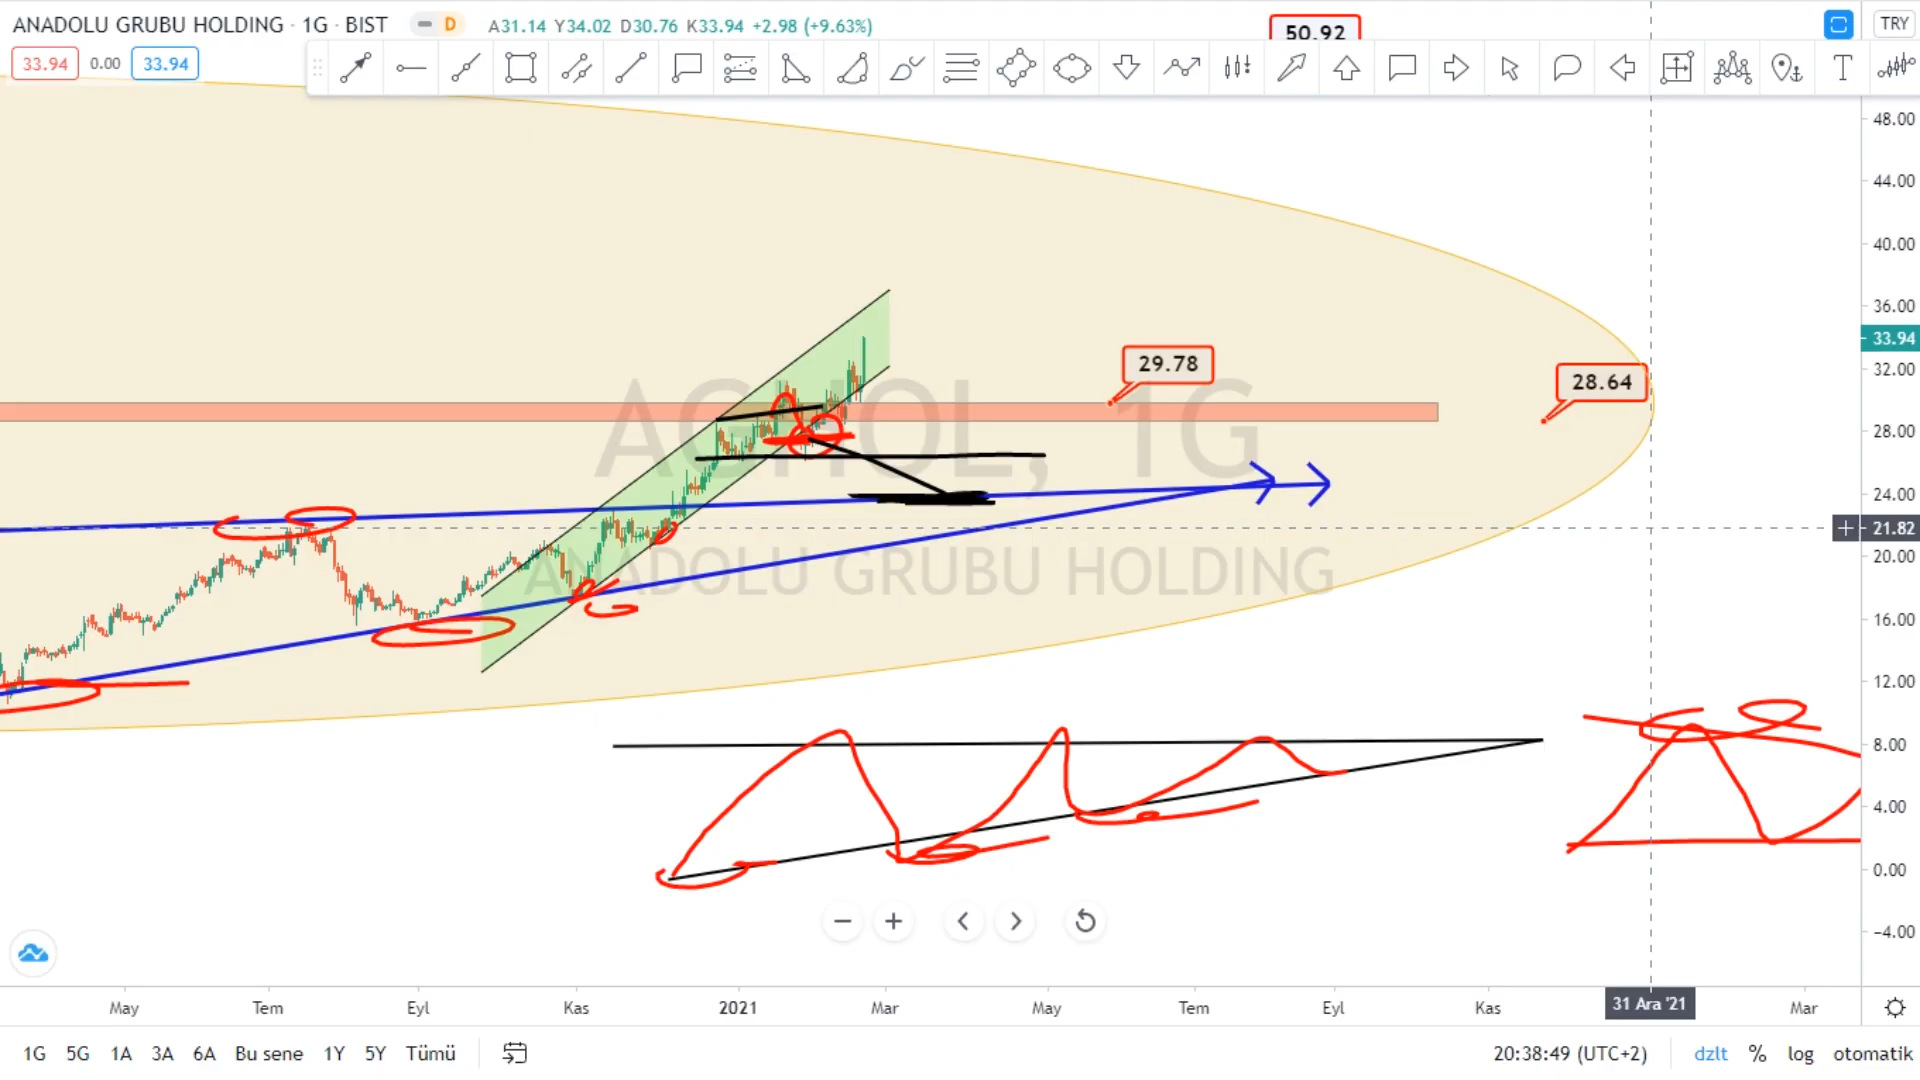 ANADOLU GRUBU HOLDING · 1G · BIST D A31.14 Y34.02 D30.76 K33.94 +2.98 (+9.63%)
50.92
TRY
33.94 0.00 33.94
T
48.00
44.00
40.00
36.00
33.94
32.00
29.78
28.64
28.00
24.00
21.82
20.00
16.00
12.00
8.00
4.00
0.00
−4.00
AGHOL, 1G
ANADOLU GRUBU HOLDING
May Tem Eyl Kas 2021 Mar May Tem Eyl Kas 31 Ara '21 Mar
1G 5G 1A 3A 6A Bu sene 1Y 5Y Tümü 20:38:49 (UTC+2) dzlt % log otomatik